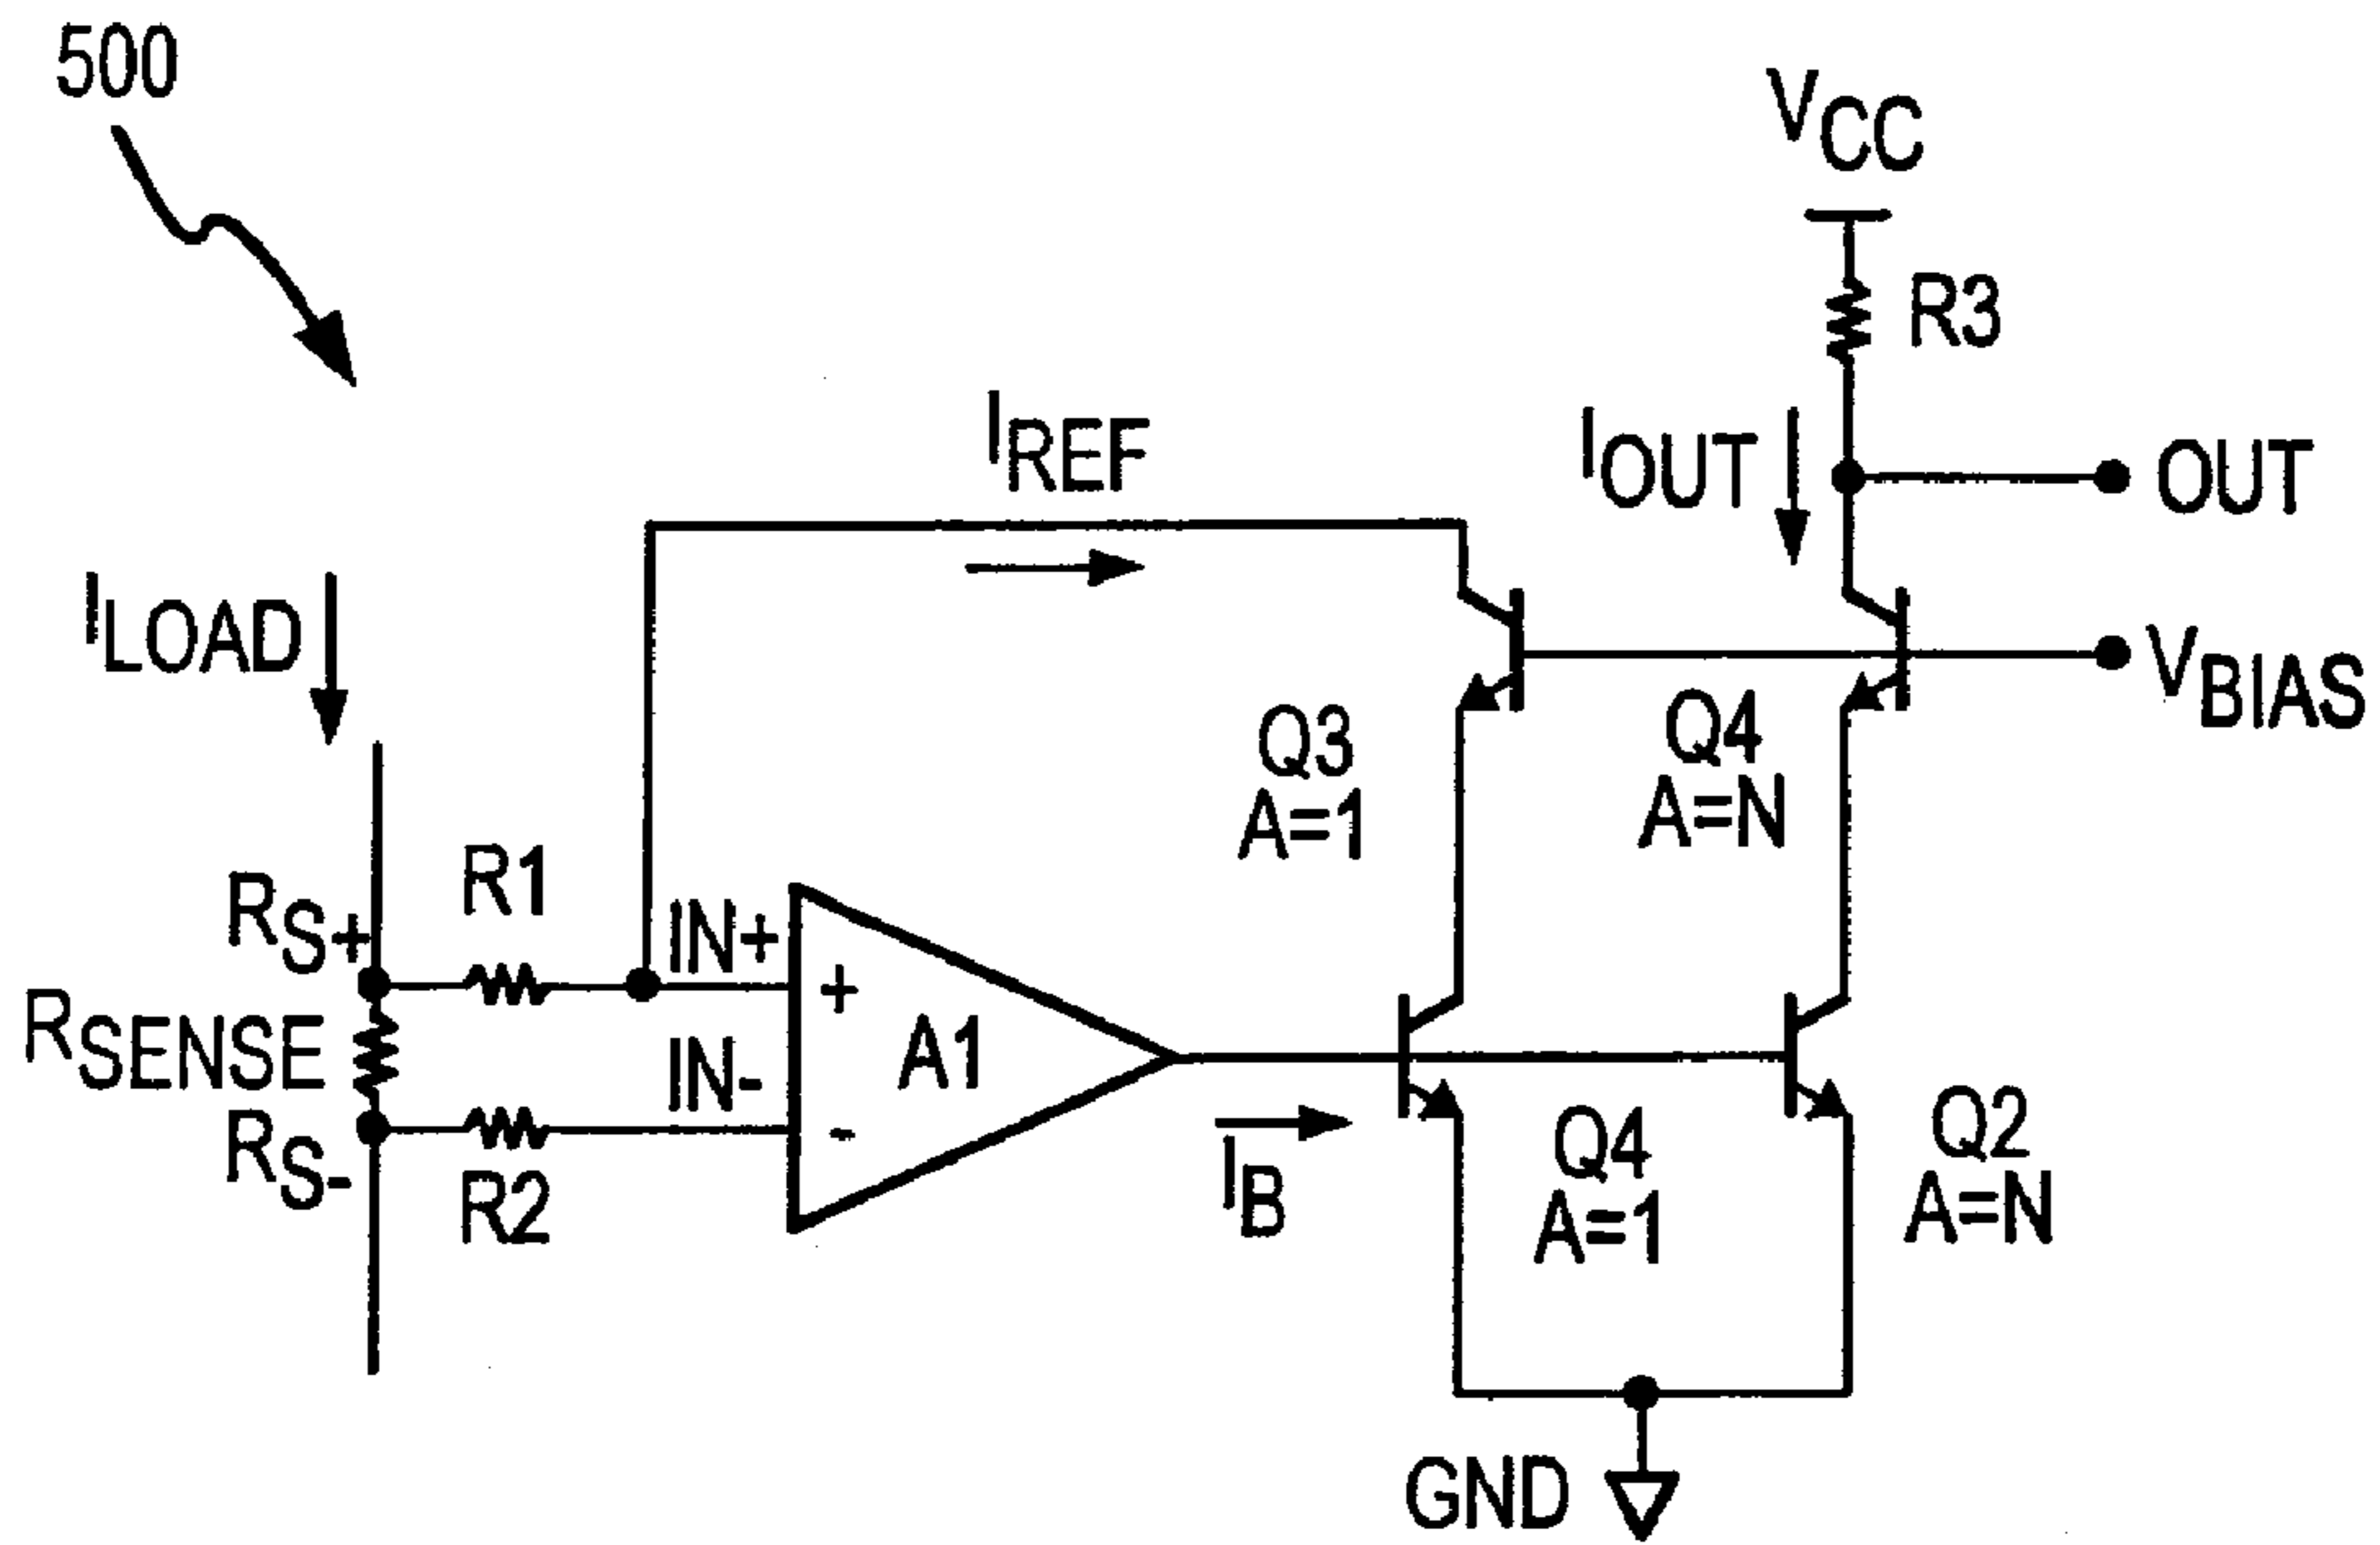 500
VCC
R3
IREF
IOUT
OUT
ILOAD
VBIAS
Q3
A=1
Q4
A=N
RS+
R1
IN+
+
RSENSE
A1
IN-
-
RS-
R2
IB
Q4
A=1
Q2
A=N
GND